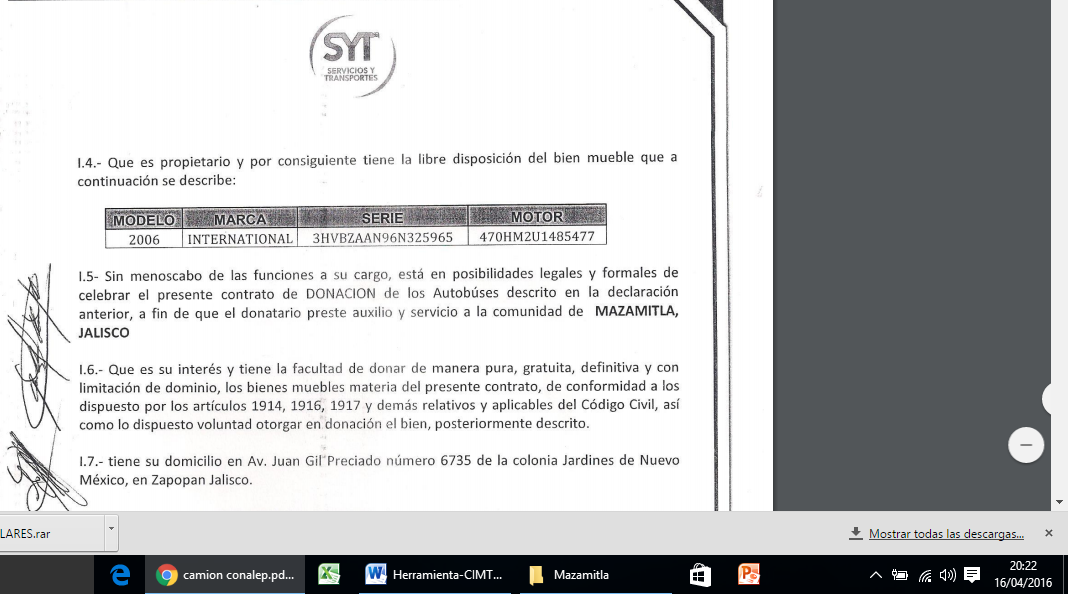 SYT
SERVICIOS Y
TRANSPORTES
I.4.- Que es propietario y por consiguiente tiene la libre disposición del bien mueble que a
continuación se describe:
MODELO MARCA SERIE MOTOR
2006 INTERNATIONAL 3HVBZAAN96N325965 470HM2U1485477
I.5- Sin menoscabo de las funciones a su cargo, está en posibilidades legales y formales de
celebrar el presente contrato de DONACION de los Autobúses descrito en la declaración
anterior, a fin de que el donatario preste auxilio y servicio a la comunidad de MAZAMITLA,
JALISCO
I.6.- Que es su interés y tiene la facultad de donar de manera pura, gratuita, definitiva y con
limitación de dominio, los bienes muebles materia del presente contrato, de conformidad a los
dispuesto por los artículos 1914, 1916, 1917 y demás relativos y aplicables del Código Civil, así
como lo dispuesto voluntad otorgar en donación el bien, posteriormente descrito.
I.7.- tiene su domicilio en Av. Juan Gil Preciado número 6735 de la colonia Jardines de Nuevo
México, en Zapopan Jalisco.
LARES.rar
Mostrar todas las descargas...
camion conalep.pd...
Herramienta-CIMT...
Mazamitla
20:22
16/04/2016